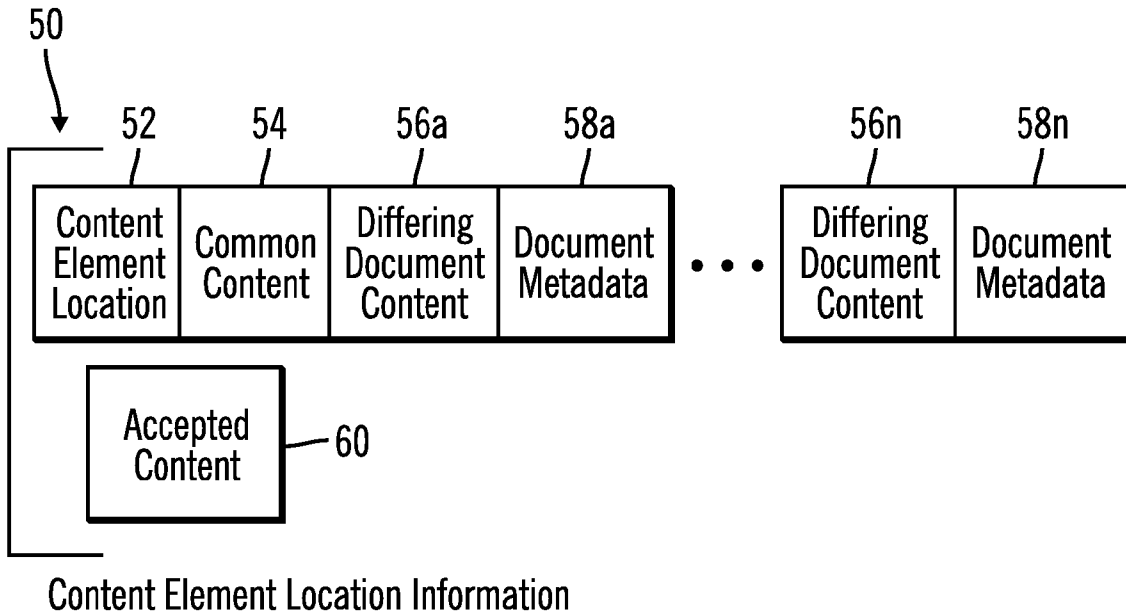 50
52
54
56a
58a
56n
58n
Content
Element
Location
Common
Content
Differing
Document
Content
Document
Metadata
• • •
Differing
Document
Content
Document
Metadata
Accepted
Content
60
Content Element Location Information